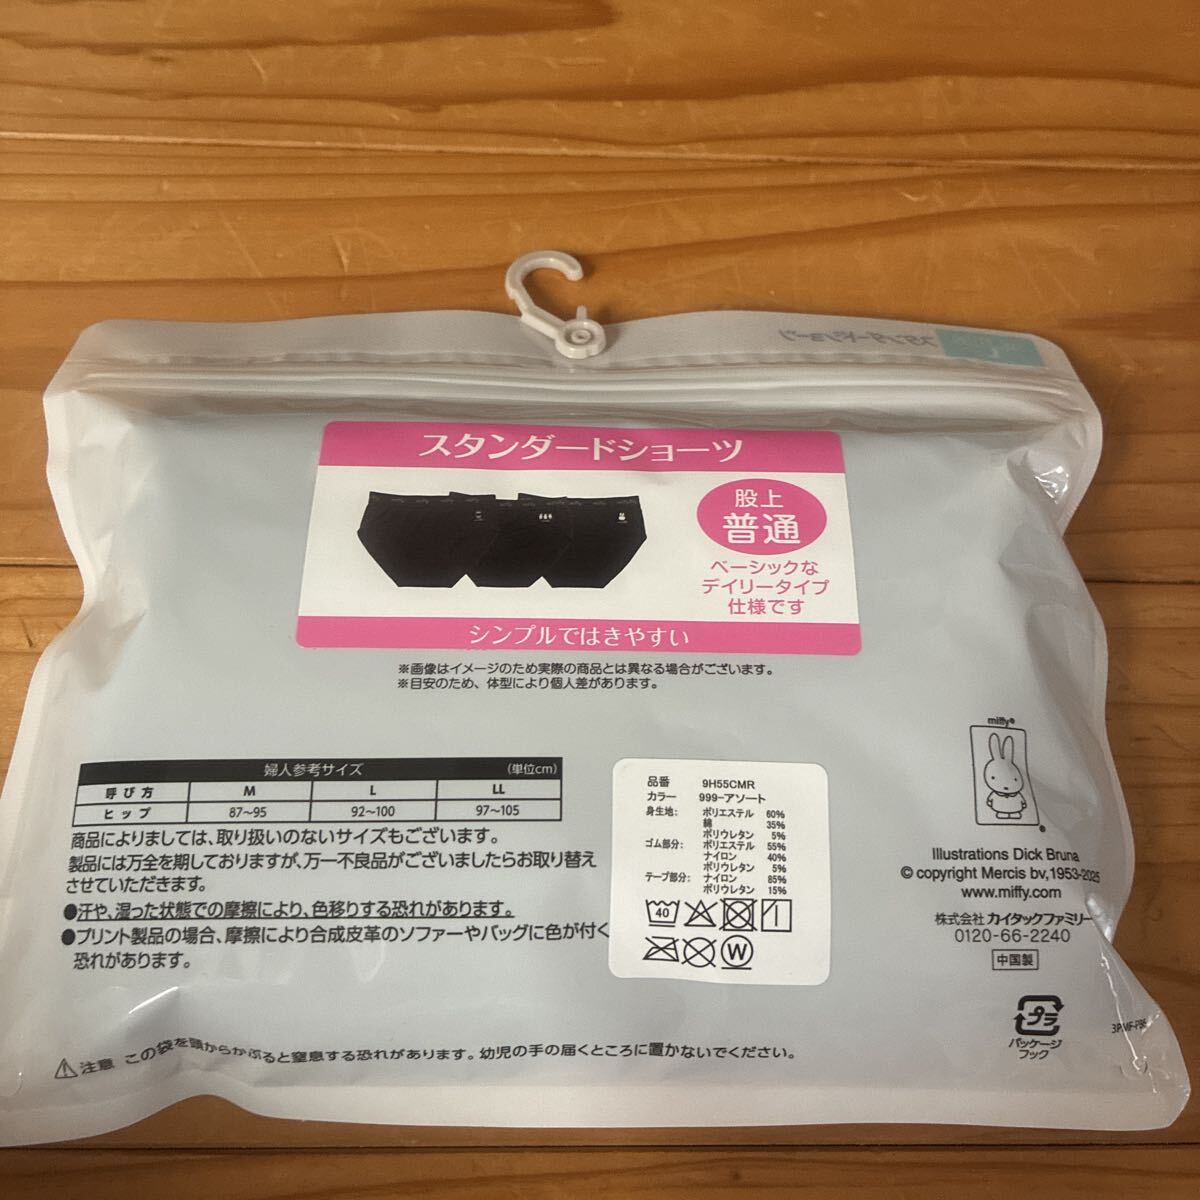 スタンダードショーツ
スタンダードショーツ
股上
普通
ベーシックな
デイリータイプ
仕様です
シンプルではきやすい
※画像はイメージのため実際の商品とは異なる場合がございます。
※目安のため、体型により個人差があります。
婦人参考サイズ (単位cm)
呼び方 M L LL
ヒップ 87～95 92～100 97～105
商品によりましては、取り扱いのないサイズもございます。
製品には万全を期しておりますが、万一不良品がございましたらお取り替え
させていただきます。
●汗や、湿った状態での摩擦により、色移りする恐れがあります。
●プリント製品の場合、摩擦により合成皮革のソファーやバッグに色が付く
恐れがあります。
品番 9H55CMR
カラー 999-アソート
身生地: ポリエステル 60%
綿 35%
ポリウレタン 5%
ゴム部分: ポリエステル 55%
ナイロン 40%
ポリウレタン 5%
テープ部分: ナイロン 85%
ポリウレタン 15%
40
W
miffy®
®
Illustrations Dick Bruna
© copyright Mercis bv,1953-2025
www.miffy.com
株式会社 カイタックファミリー
0120-66-2240
中国製
プラ
パッケージ
フック
注意 この袋を頭からかぶると窒息する恐れがあります。幼児の手の届くところに置かないでください。